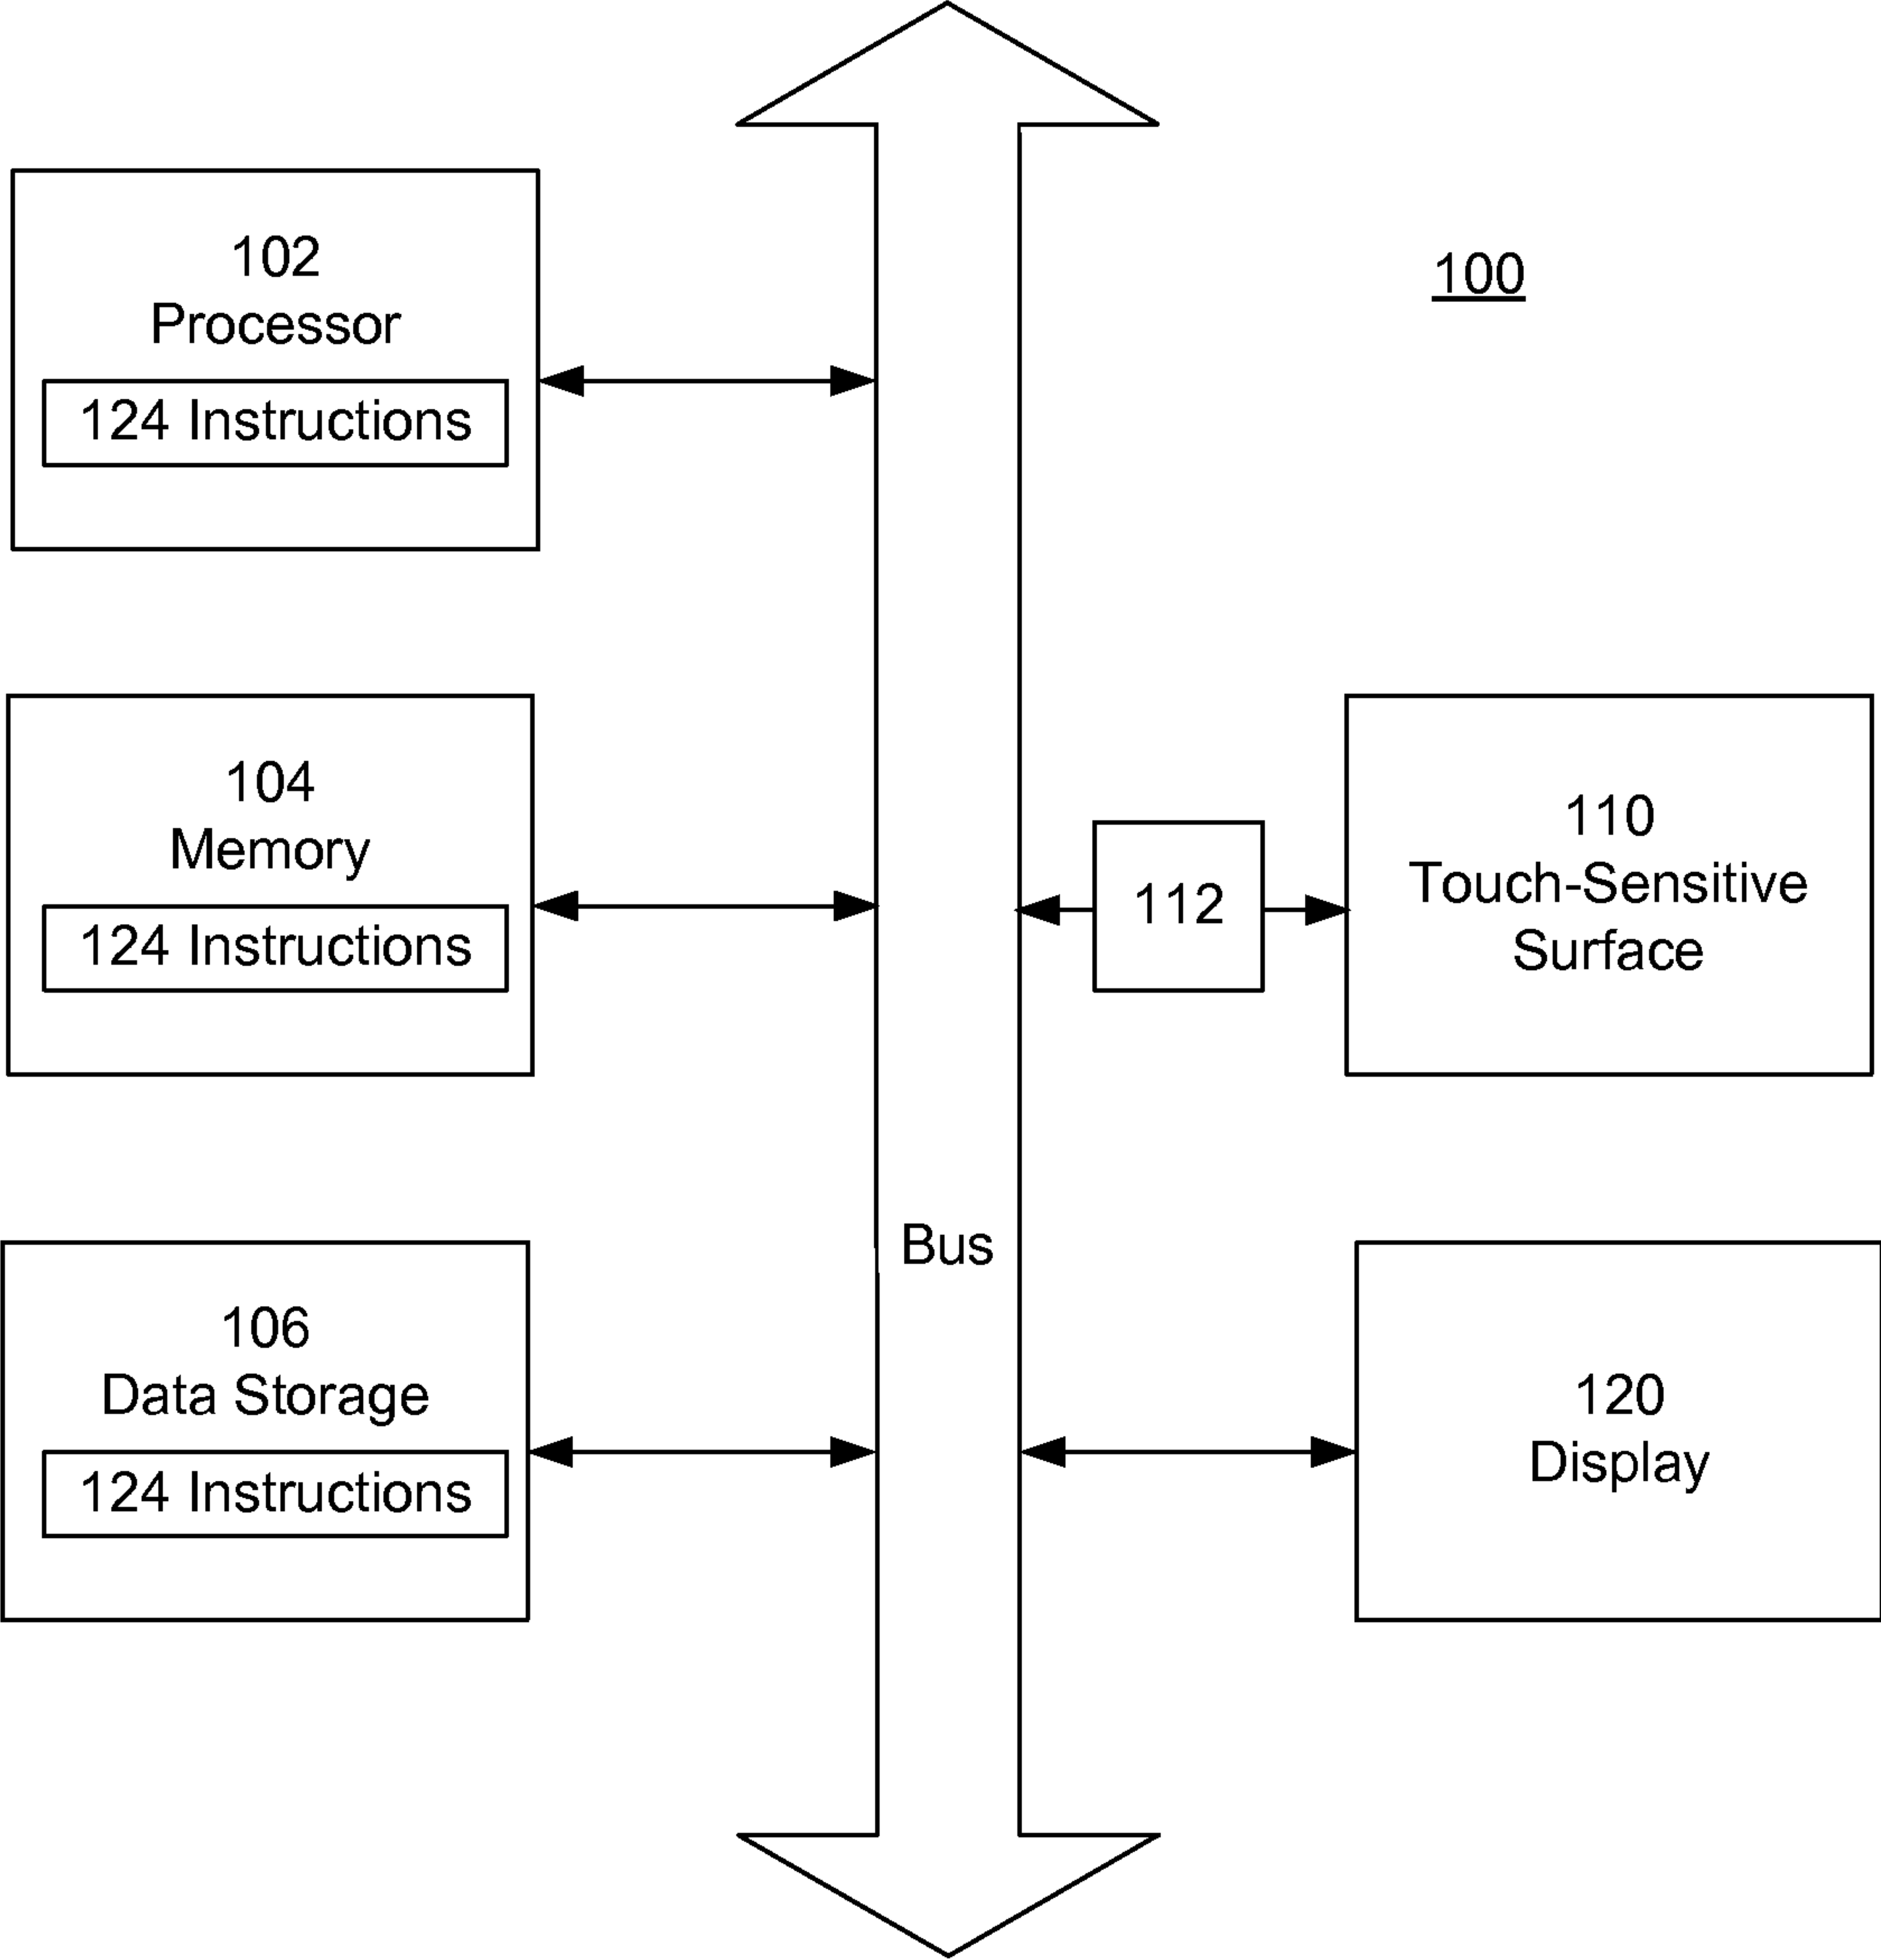 102
Processor
124 Instructions
100
104
Memory
124 Instructions
112
110
Touch-Sensitive
Surface
Bus
106
Data Storage
124 Instructions
120
Display